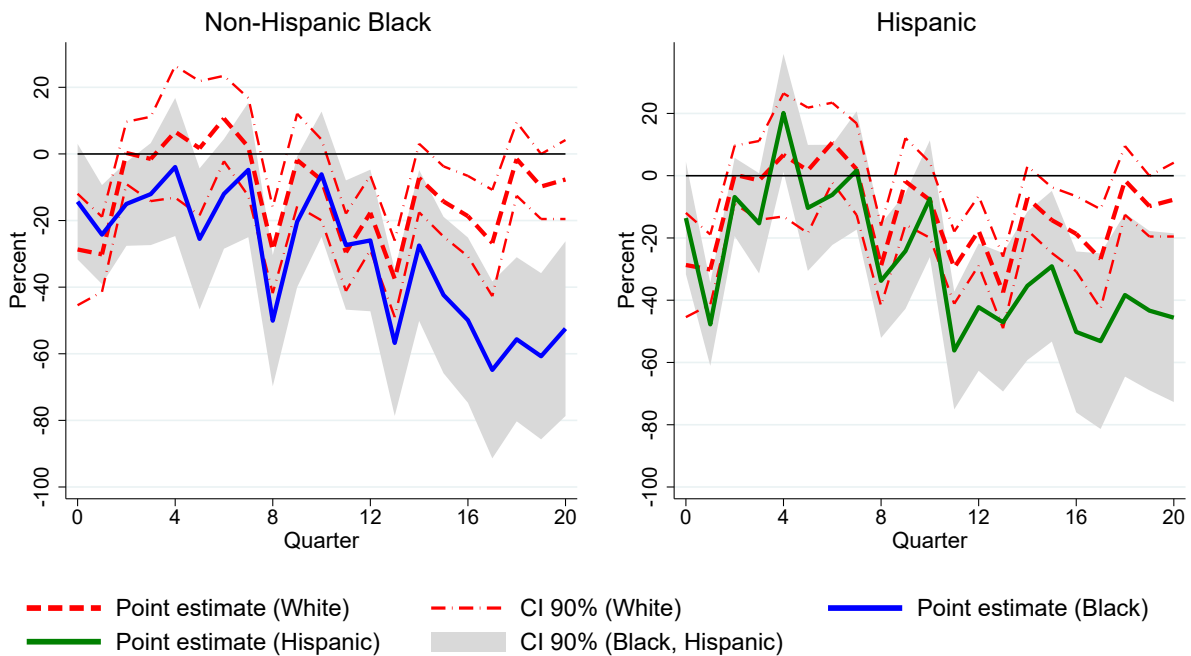 Non-Hispanic Black
Percent
20
0
-20
-40
-60
-80
-100
0 4 8 12 16 20
Quarter
Hispanic
Percent
20
0
-20
-40
-60
-80
-100
0 4 8 12 16 20
Quarter
Point estimate (White) CI 90% (White) Point estimate (Black)
Point estimate (Hispanic) CI 90% (Black, Hispanic)